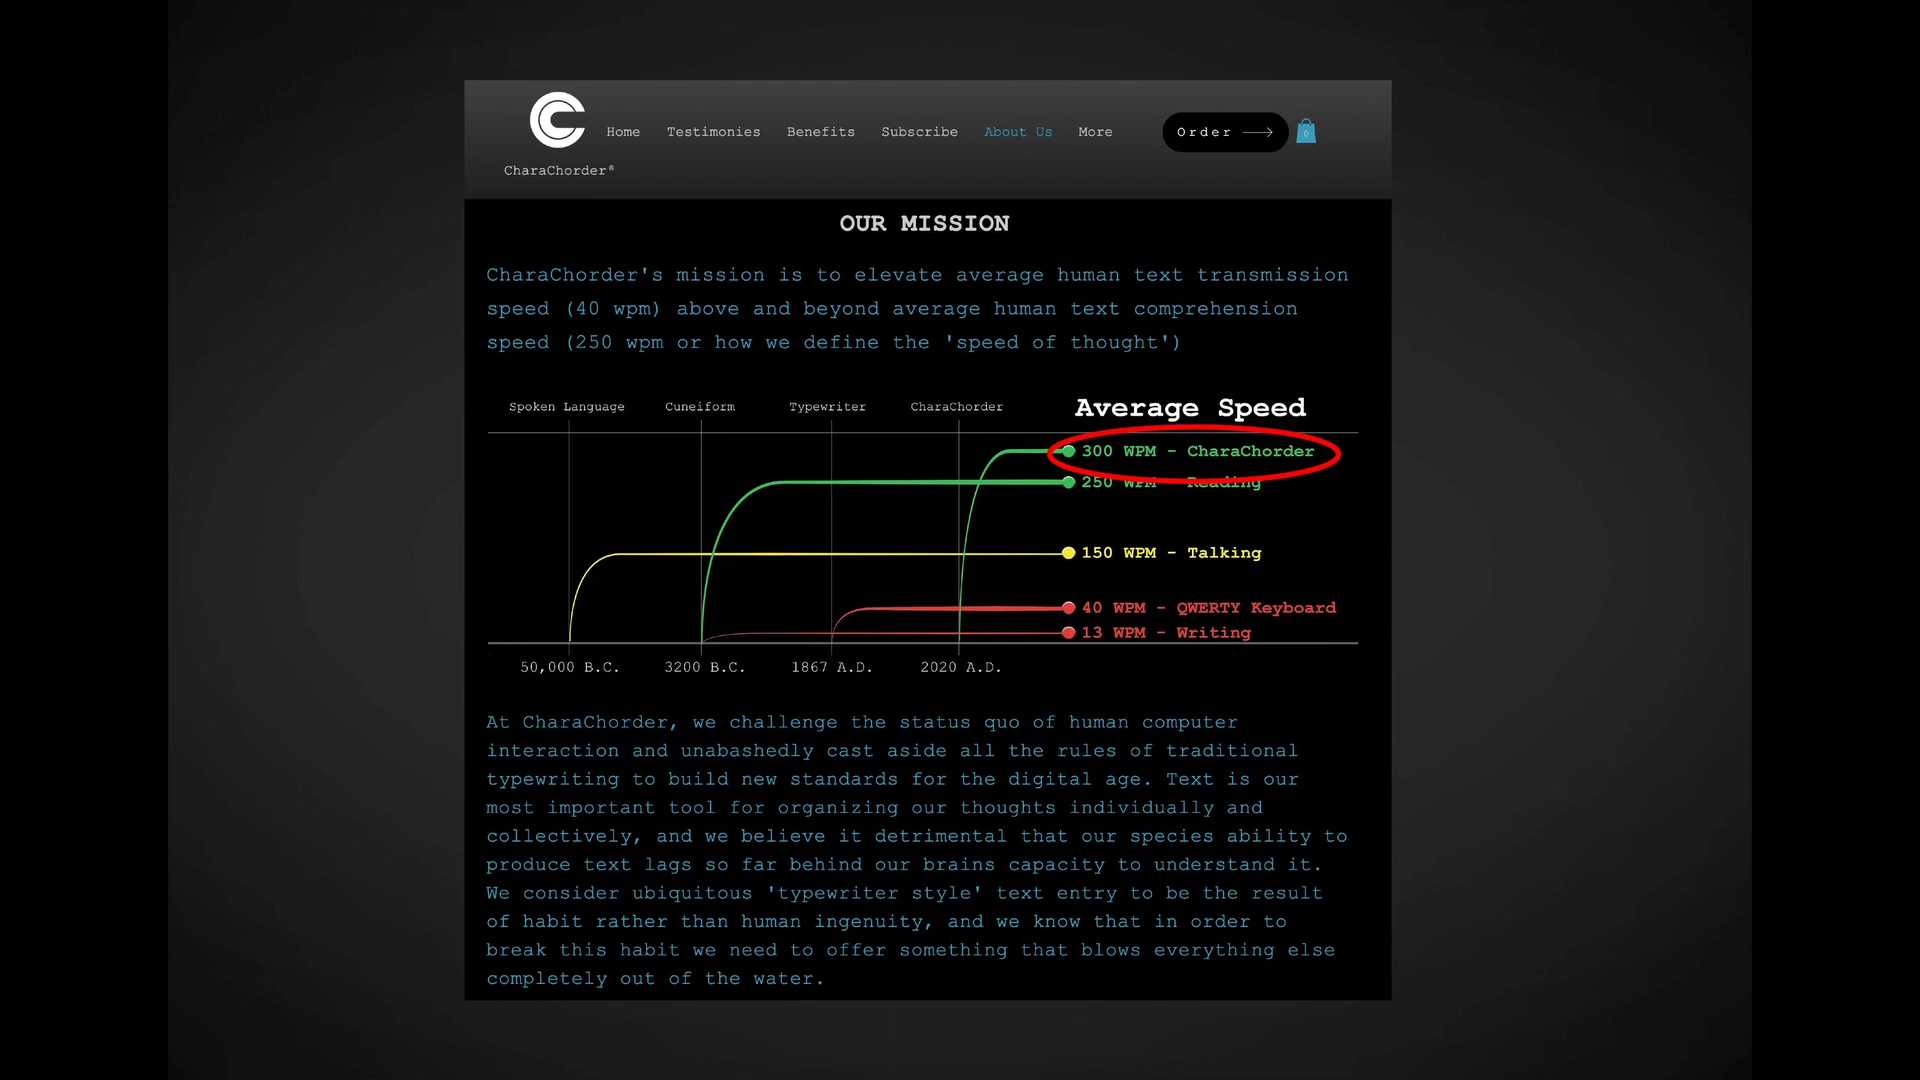 Home Testimonies Benefits Subscribe About Us More Order 0
CharaChorder®
OUR MISSION
CharaChorder's mission is to elevate average human text transmission
speed (40 wpm) above and beyond average human text comprehension
speed (250 wpm or how we define the 'speed of thought')
Spoken Language Cuneiform Typewriter CharaChorder Average Speed
300 WPM - CharaChorder
250 WPM - Reading
150 WPM - Talking
40 WPM - QWERTY Keyboard
13 WPM - Writing
50,000 B.C. 3200 B.C. 1867 A.D. 2020 A.D.
At CharaChorder, we challenge the status quo of human computer
interaction and unabashedly cast aside all the rules of traditional
typewriting to build new standards for the digital age. Text is our
most important tool for organizing our thoughts individually and
collectively, and we believe it detrimental that our species ability to
produce text lags so far behind our brains capacity to understand it.
We consider ubiquitous 'typewriter style' text entry to be the result
of habit rather than human ingenuity, and we know that in order to
break this habit we need to offer something that blows everything else
completely out of the water.